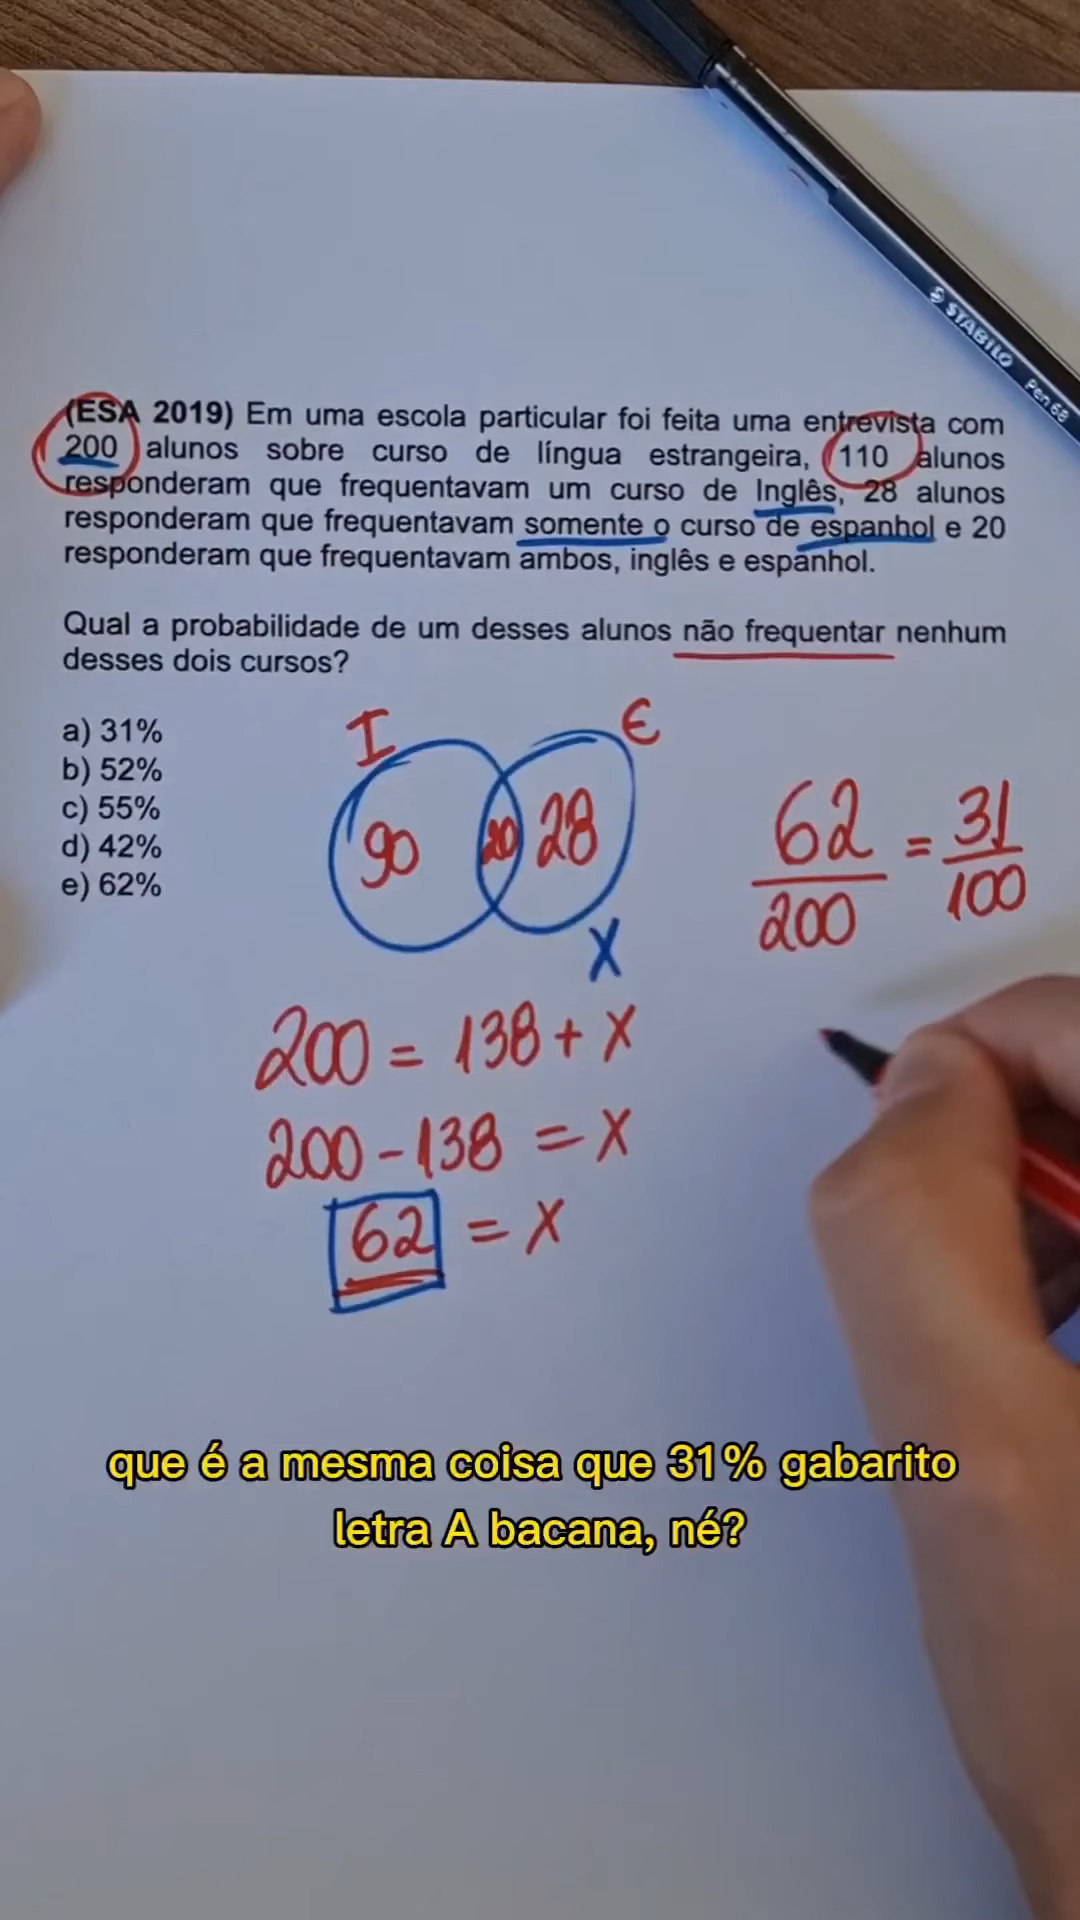 STABILO Pen 68
(ESA 2019) Em uma escola particular foi feita uma entrevista com
200 alunos sobre curso de língua estrangeira, 110 alunos
responderam que frequentavam um curso de Inglês, 28 alunos
responderam que frequentavam somente o curso de espanhol e 20
responderam que frequentavam ambos, inglês e espanhol.
Qual a probabilidade de um desses alunos não frequentar nenhum
desses dois cursos?
a) 31%
b) 52%
c) 55%
d) 42%
e) 62%
I E
90 20 28
X
62/200 = 31/100
200 = 138 + X
200 - 138 = X
62 = X
que é a mesma coisa que 31% gabarito
letra A bacana, né?